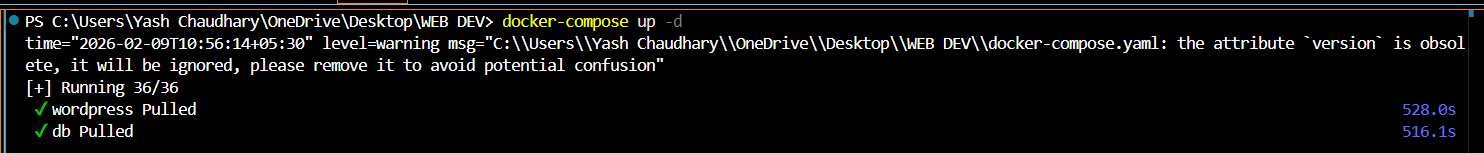 PS C:\Users\Yash Chaudhary\OneDrive\Desktop\WEB DEV> docker-compose up -d
time="2026-02-09T10:56:14+05:30" level=warning msg="C:\\Users\\Yash Chaudhary\\OneDrive\\Desktop\\WEB DEV\\docker-compose.yaml: the attribute `version` is obsol
ete, it will be ignored, please remove it to avoid potential confusion"
[+] Running 36/36
✔ wordpress Pulled 528.0s
✔ db Pulled 516.1s